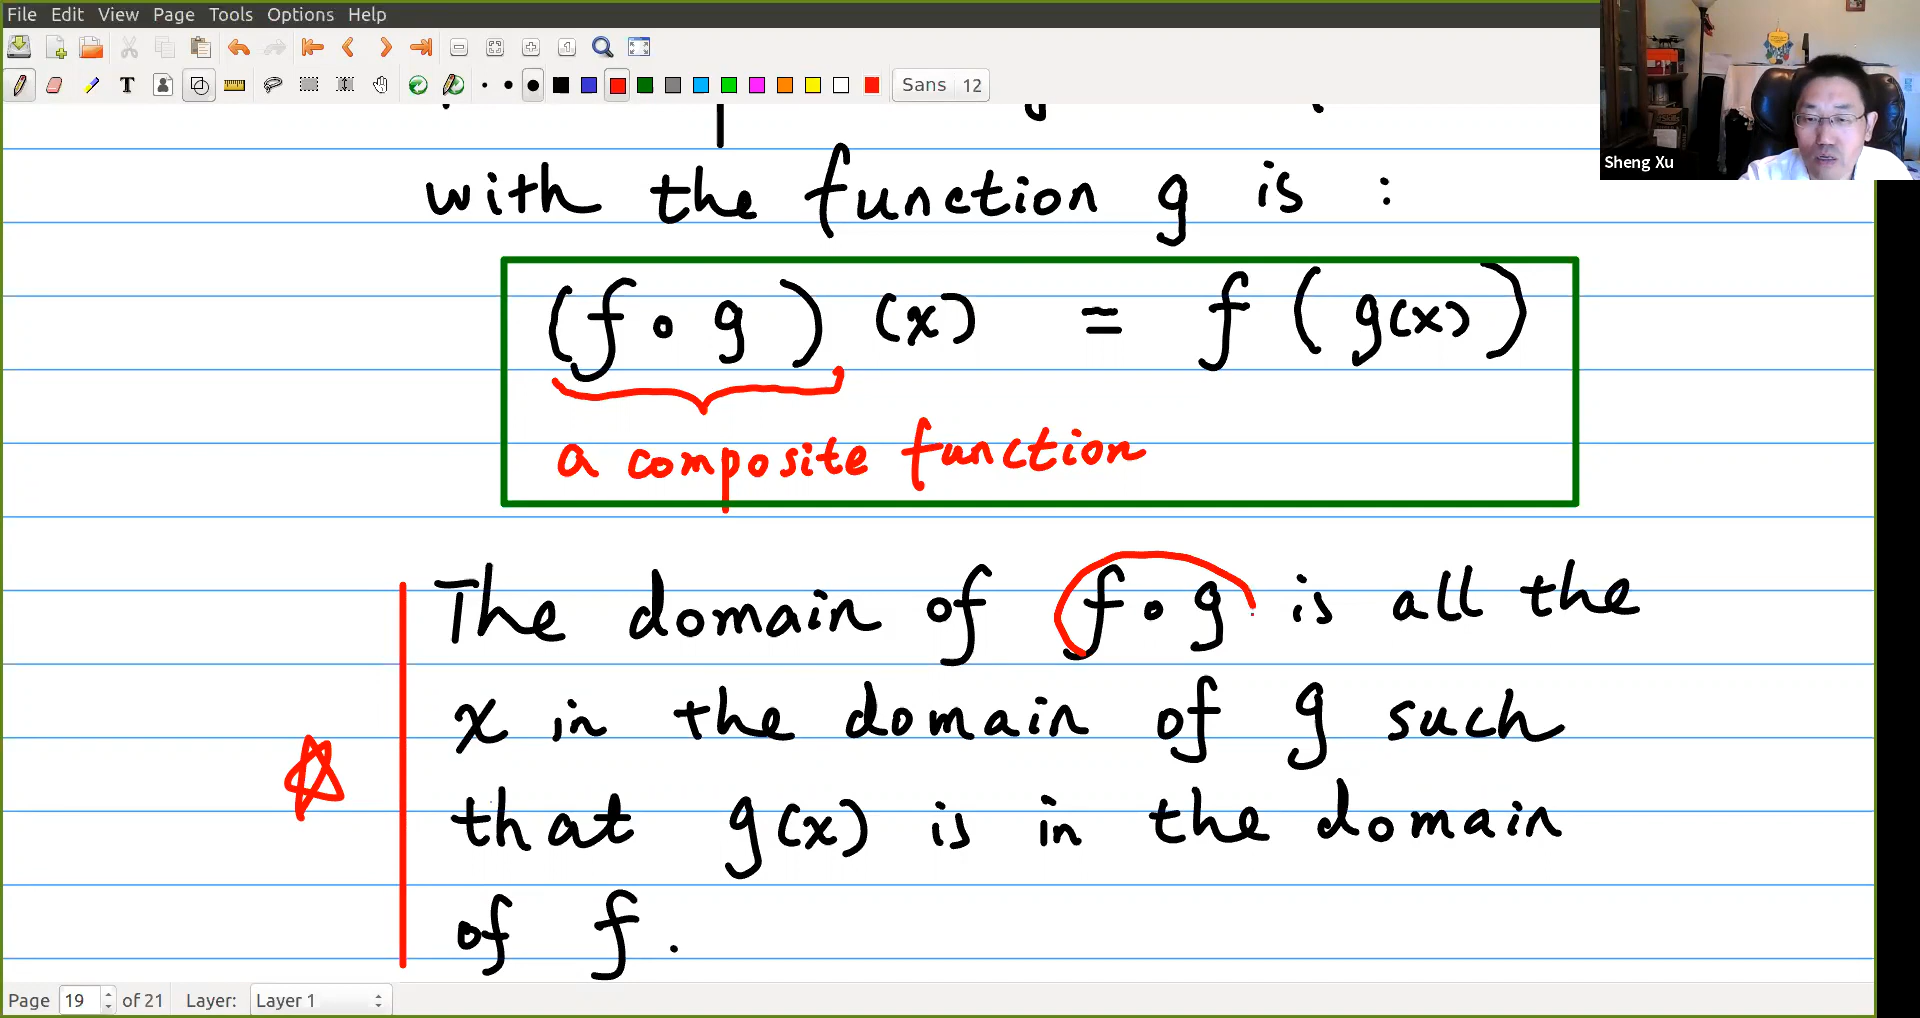 File Edit View Page Tools Options Help
Sans 12
Sheng Xu
with the function g is :
(f ∘ g) (x) = f (g(x))
a composite function
The domain of f ∘ g is all the
x in the domain of g such
that g(x) is in the domain
of f.
Page 19 of 21 Layer: Layer 1